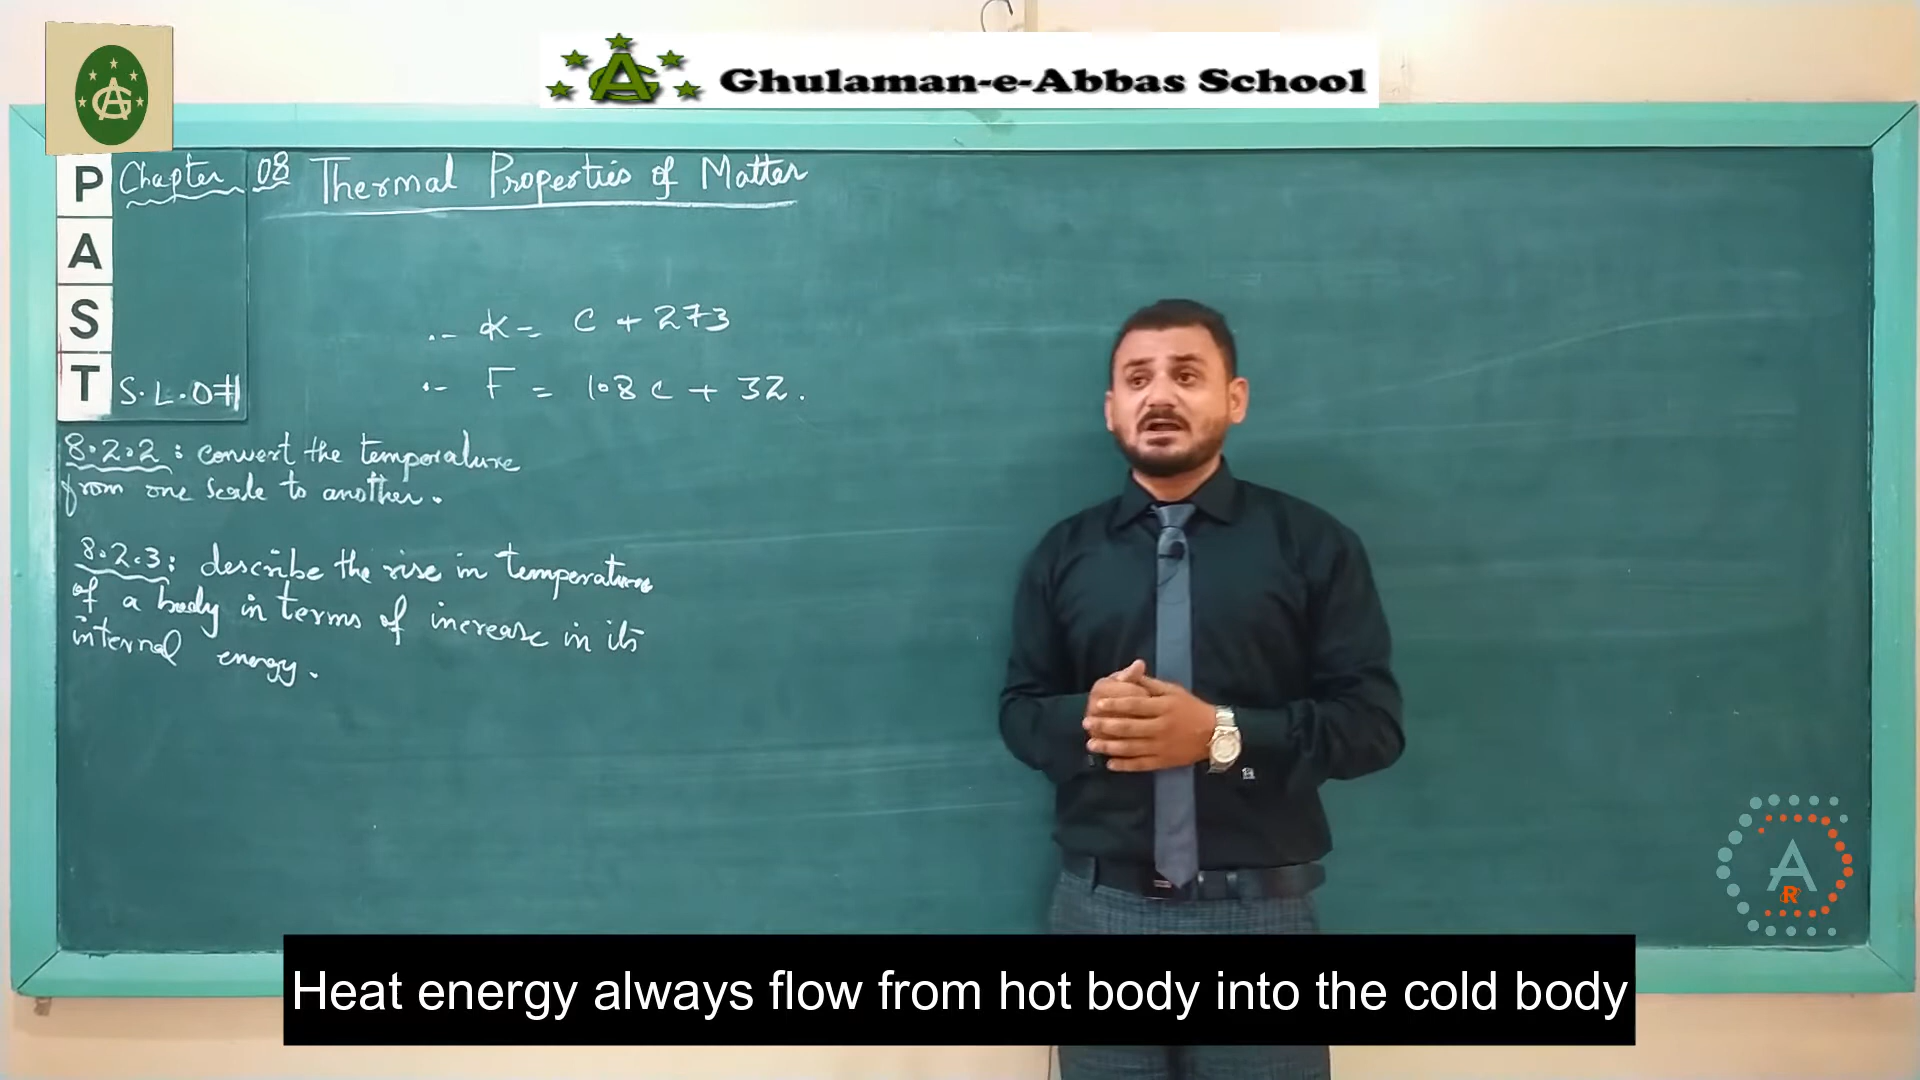 Ghulaman-e-Abbas School
P
A
S
T
Chapter 08 Thermal Properties of Matter
K = C + 273
F = 1.8 C + 32.
S.L.O#
8.2.2: convert the temperature
from one scale to another.
8.2.3: describe the rise in temperature
of a body in terms of increase in its
internal energy.
A
R
Heat energy always flow from hot body into the cold body